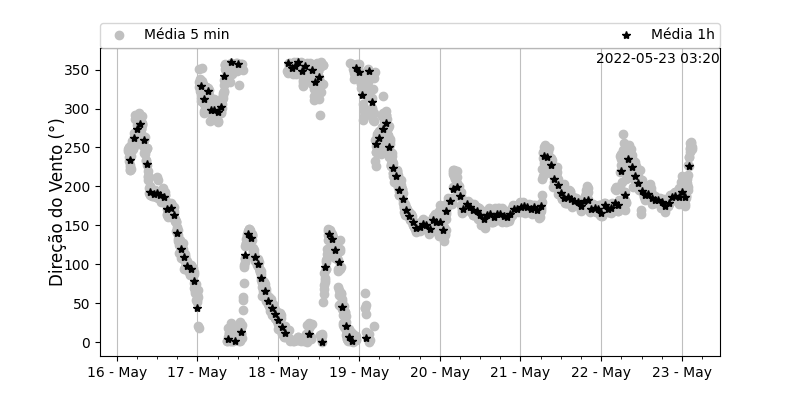 Média 5 min
Média 1h
2022-05-23 03:20
Direção do Vento (°)
350
300
250
200
150
100
50
0
16 - May
17 - May
18 - May
19 - May
20 - May
21 - May
22 - May
23 - May